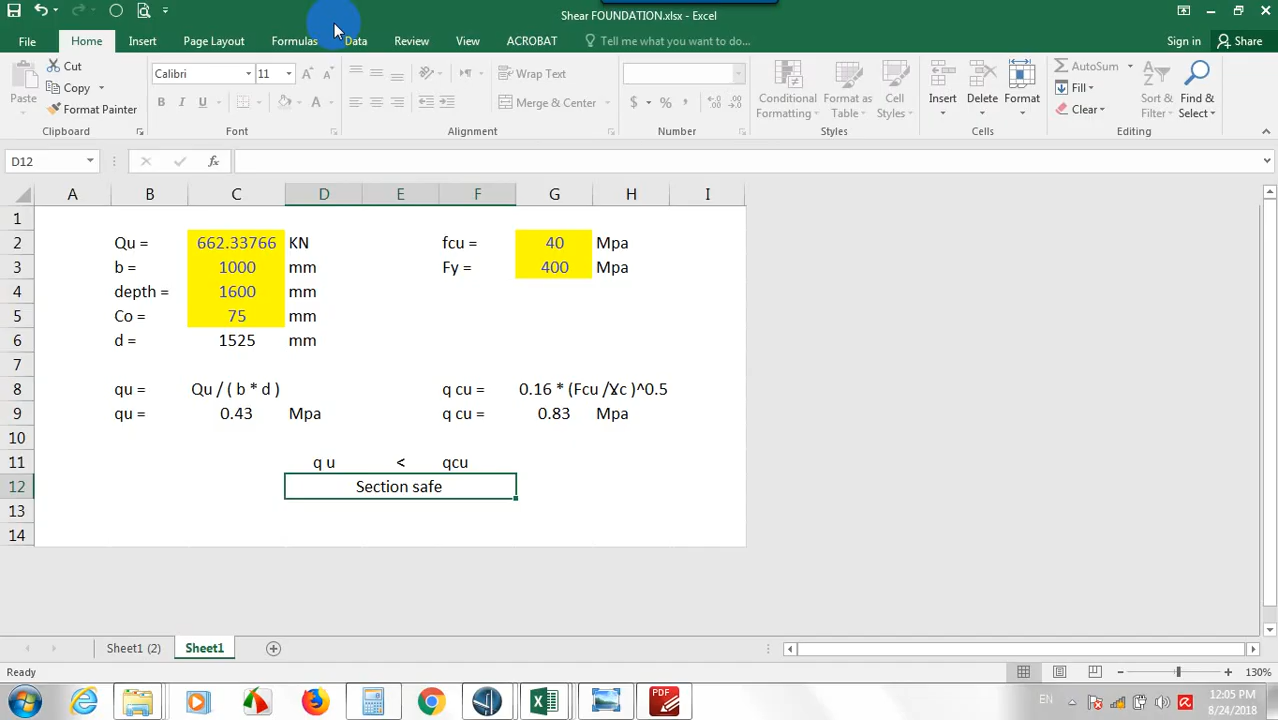 Shear FOUNDATION.xlsx - Excel
File Home Insert Page Layout Formulas Data Review View ACROBAT Tell me what you want to do... Sign in Share
Paste
Cut
Copy
Format Painter
Clipboard
Calibri 11
B I U
Font
Wrap Text
Merge & Center
Alignment
$ % ,
Number
Conditional Formatting
Format as Table
Cell Styles
Styles
Insert
Delete
Format
Cells
AutoSum
Fill
Clear
Sort & Filter
Find & Select
Editing
D12 fx
A B C D E F G H I
1
2 Qu = 662.33766 KN fcu = 40 Mpa
3 b = 1000 mm Fy = 400 Mpa
4 depth = 1600 mm
5 Co = 75 mm
6 d = 1525 mm
7
8 qu = Qu / ( b * d ) q cu = 0.16 * (Fcu /ɣc )^0.5
9 qu = 0.43 Mpa q cu = 0.83 Mpa
10
11 q u < qcu
12 Section safe
13
14
Sheet1 (2) Sheet1
Ready 130%
PDF EN 12:05 PM
8/24/2018